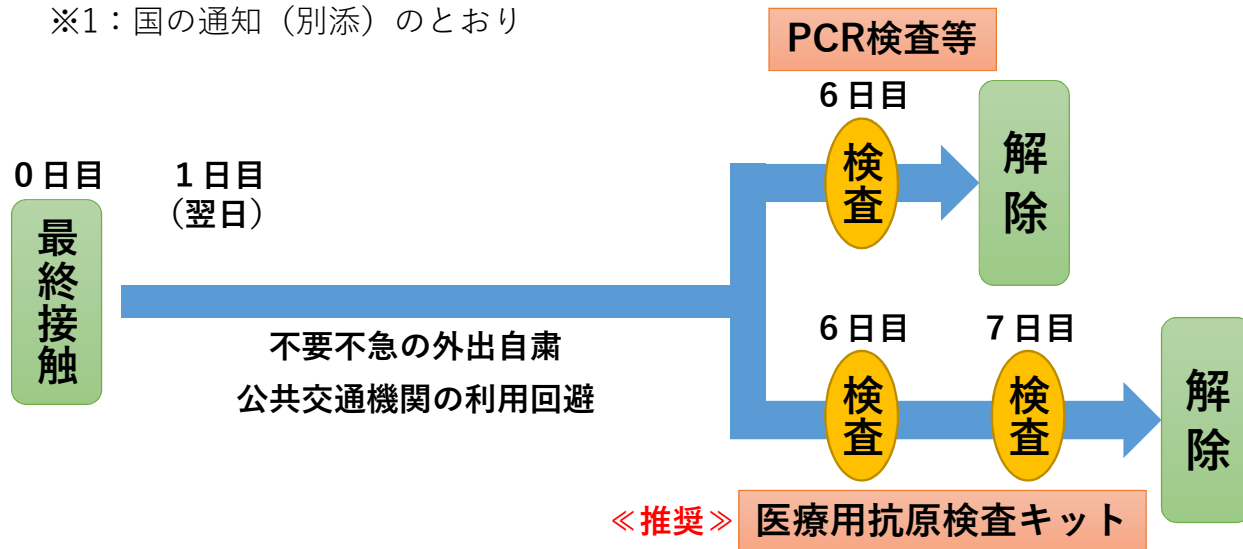 ※1：国の通知（別添）のとおり
PCR検査等
６日目
検査
解除
０日目
１日目
（翌日）
最終接触
不要不急の外出自粛
公共交通機関の利用回避
６日目
７日目
検査
検査
解除
≪推奨≫
医療用抗原検査キット